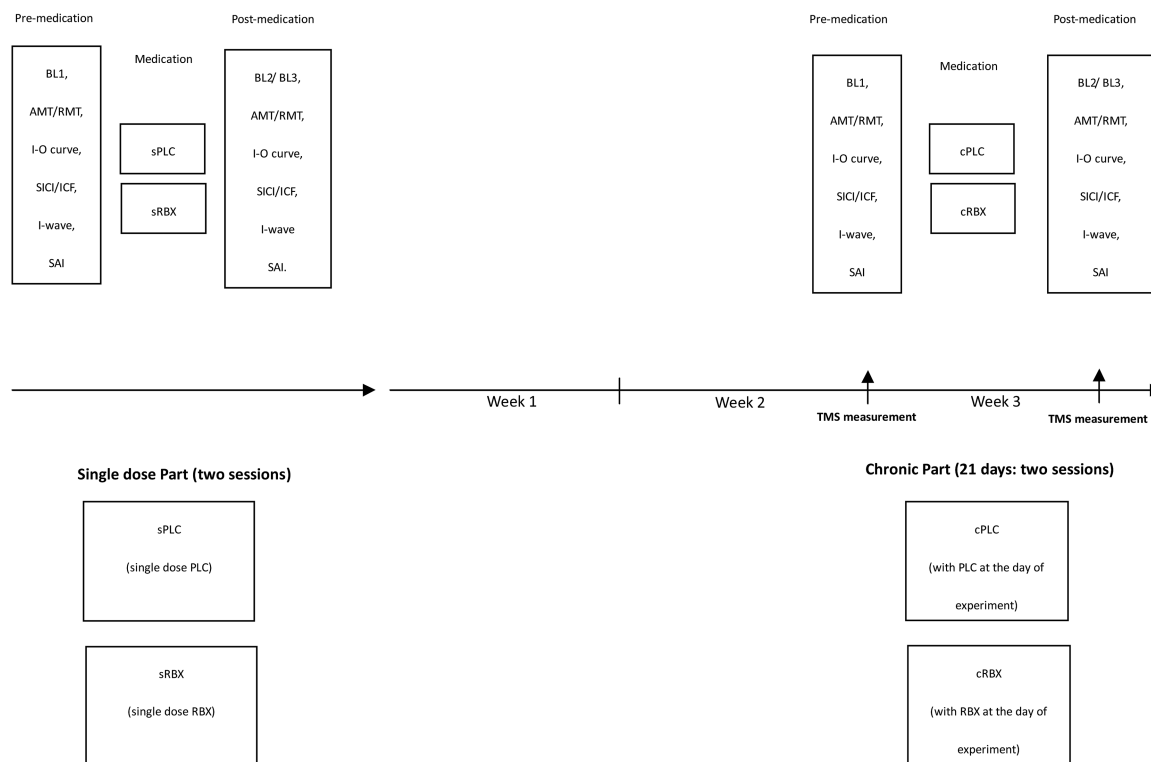 Pre-medication
Medication
Post-medication
BL1,
AMT/RMT,
I-O curve,
SICI/ICF,
I-wave,
SAI
sPLC
sRBX
BL2/ BL3,
AMT/RMT,
I-O curve,
SICI/ICF,
I-wave
SAI.
Pre-medication
Medication
Post-medication
BL1,
AMT/RMT,
I-O curve,
SICI/ICF,
I-wave,
SAI
cPLC
cRBX
BL2/ BL3,
AMT/RMT,
I-O curve,
SICI/ICF,
I-wave,
SAI
Week 1
Week 2
Week 3
TMS measurement
TMS measurement
Single dose Part (two sessions)
sPLC
(single dose PLC)
sRBX
(single dose RBX)
Chronic Part (21 days: two sessions)
cPLC
(with PLC at the day of
experiment)
cRBX
(with RBX at the day of
experiment)